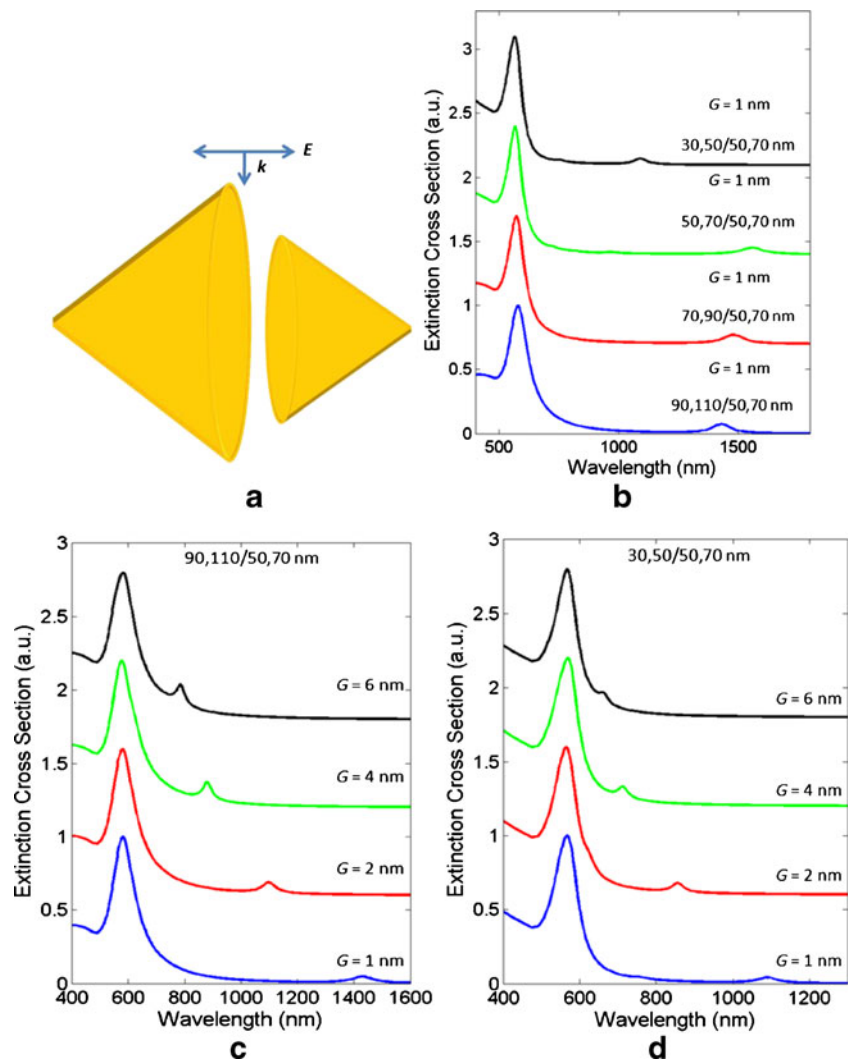 E
k
a
Extinction Cross Section (a.u.)
3
2.5
2
1.5
1
0.5
0
G = 1 nm
30,50/50,70 nm
G = 1 nm
50,70/50,70 nm
G = 1 nm
70,90/50,70 nm
G = 1 nm
90,110/50,70 nm
500 1000 1500
Wavelength (nm)
b
Extinction Cross Section (a.u.)
3
2.5
2
1.5
1
0.5
0
90,110/50,70 nm
G = 6 nm
G = 4 nm
G = 2 nm
G = 1 nm
400 600 800 1000 1200 1400 1600
Wavelength (nm)
c
Extinction Cross Section (a.u.)
3
2.5
2
1.5
1
0.5
0
30,50/50,70 nm
G = 6 nm
G = 4 nm
G = 2 nm
G = 1 nm
400 600 800 1000 1200
Wavelength (nm)
d